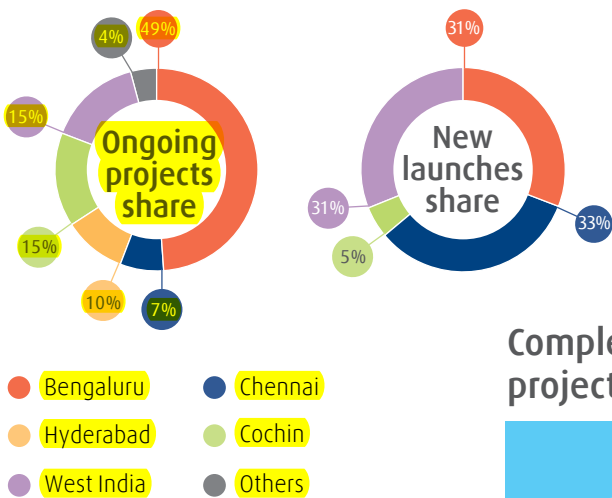 49%
4%
15%
Ongoing
projects
share
15%
10%
7%
31%
New
launches
share
31%
33%
5%
Bengaluru
Chennai
Hyderabad
Cochin
West India
Others
project